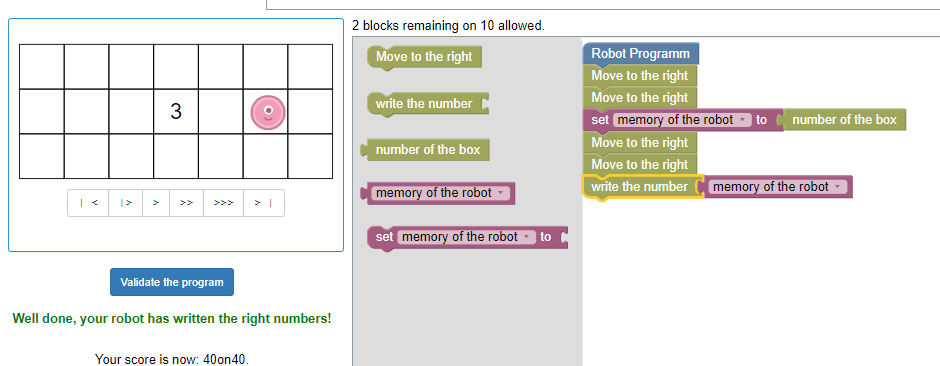 2 blocks remaining on 10 allowed.
3
| < |> > >> >>> > |
Validate the program
Well done, your robot has written the right numbers!
Your score is now: 40on40.
Move to the right
write the number
number of the box
memory of the robot
set memory of the robot to
Robot Programm
Move to the right
Move to the right
set memory of the robot to number of the box
Move to the right
Move to the right
write the number memory of the robot